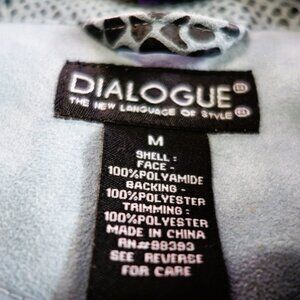 DIALOGUE®
THE NEW LANGUAGE OF STYLE®
M
SHELL:
FACE -
100%POLYAMIDE
BACKING -
100%POLYESTER
TRIMMING:
100%POLYESTER
MADE IN CHINA
RN#88393
SEE REVERSE
FOR CARE